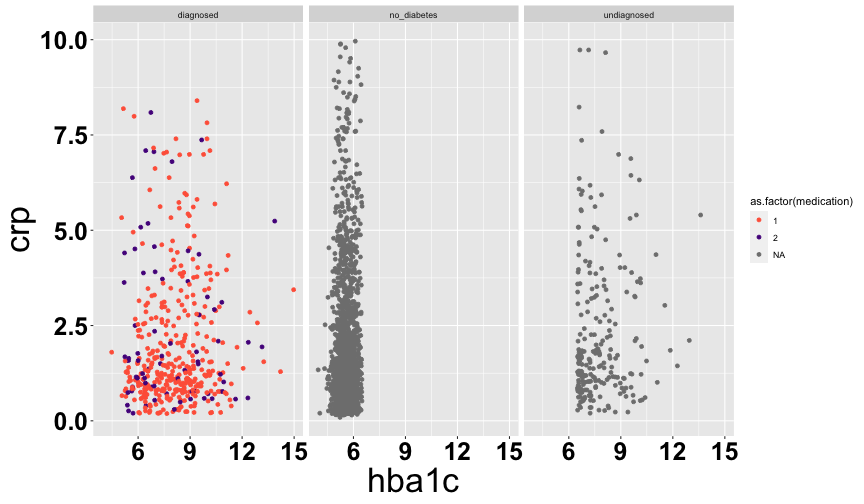 diagnosed no_diabetes undiagnosed
10.0
7.5
5.0
2.5
0.0
crp
6 9 12 15 6 9 12 15 6 9 12 15
hba1c
as.factor(medication)
1
2
NA